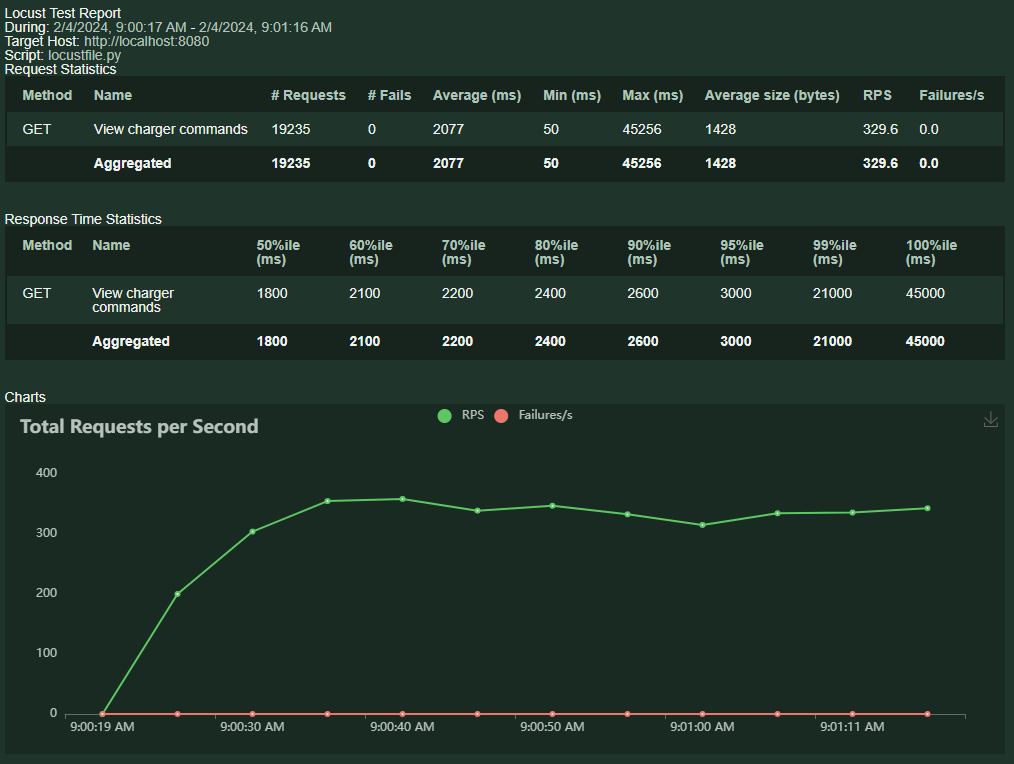 Locust Test Report
During: 2/4/2024, 9:00:17 AM - 2/4/2024, 9:01:16 AM
Target Host: http://localhost:8080
Script: locustfile.py
Request Statistics
Method Name # Requests # Fails Average (ms) Min (ms) Max (ms) Average size (bytes) RPS Failures/s
GET View charger commands 19235 0 2077 50 45256 1428 329.6 0.0
Aggregated 19235 0 2077 50 45256 1428 329.6 0.0
Response Time Statistics
Method Name 50%ile (ms) 60%ile (ms) 70%ile (ms) 80%ile (ms) 90%ile (ms) 95%ile (ms) 99%ile (ms) 100%ile (ms)
GET View charger commands 1800 2100 2200 2400 2600 3000 21000 45000
Aggregated 1800 2100 2200 2400 2600 3000 21000 45000
Charts
Total Requests per Second
RPS Failures/s
400
300
200
100
0
9:00:19 AM 9:00:30 AM 9:00:40 AM 9:00:50 AM 9:01:00 AM 9:01:11 AM